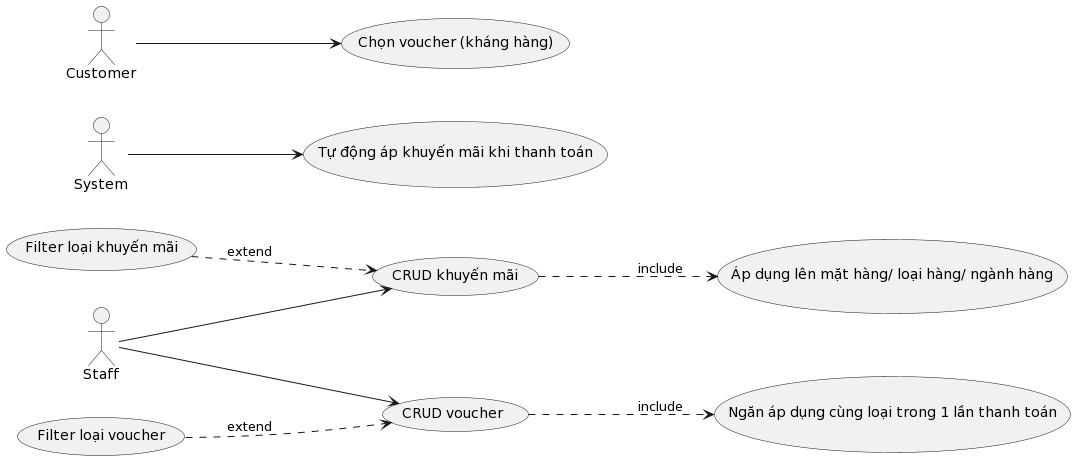 Customer
Chọn voucher (kháng hàng)
System
Tự động áp khuyến mãi khi thanh toán
Filter loại khuyến mãi
extend
CRUD khuyến mãi
include
Áp dụng lên mặt hàng/ loại hàng/ ngành hàng
Staff
CRUD voucher
include
Ngăn áp dụng cùng loại trong 1 lần thanh toán
Filter loại voucher
extend